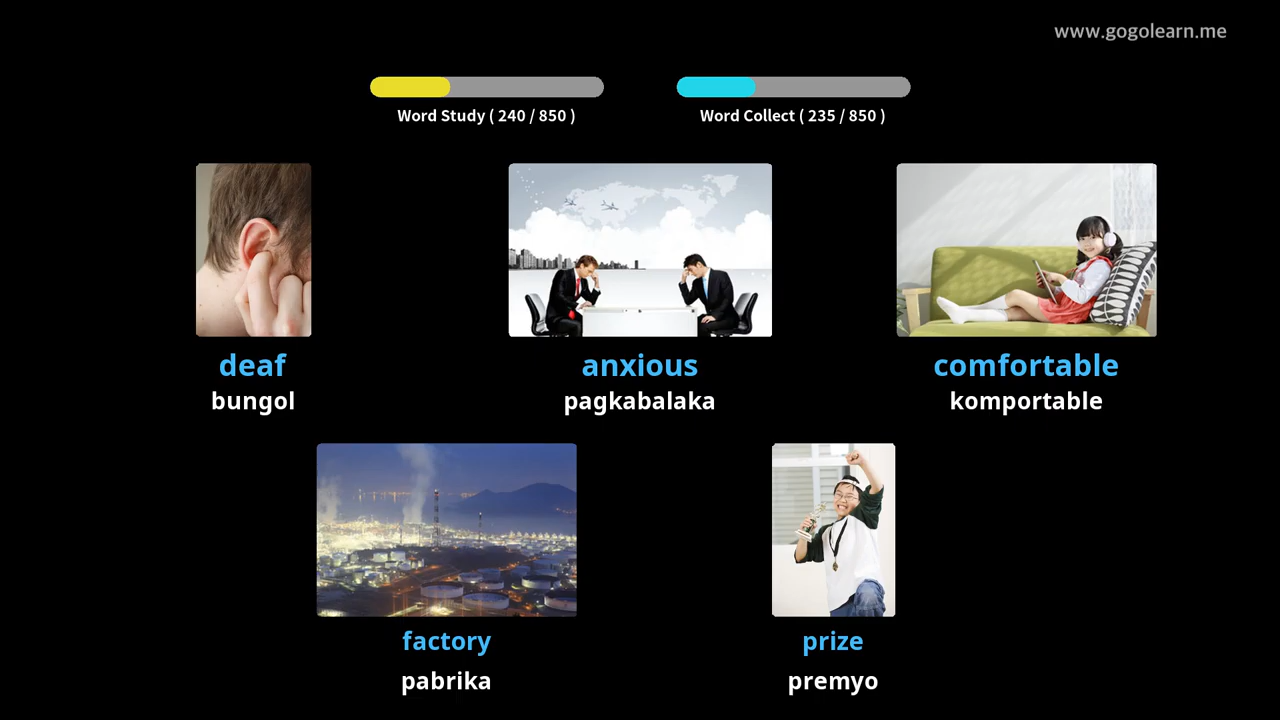 www.gogolearn.me
Word Study ( 240 / 850 )
Word Collect ( 235 / 850 )
deaf
bungol
anxious
pagkabalaka
comfortable
komportable
factory
pabrika
prize
premyo